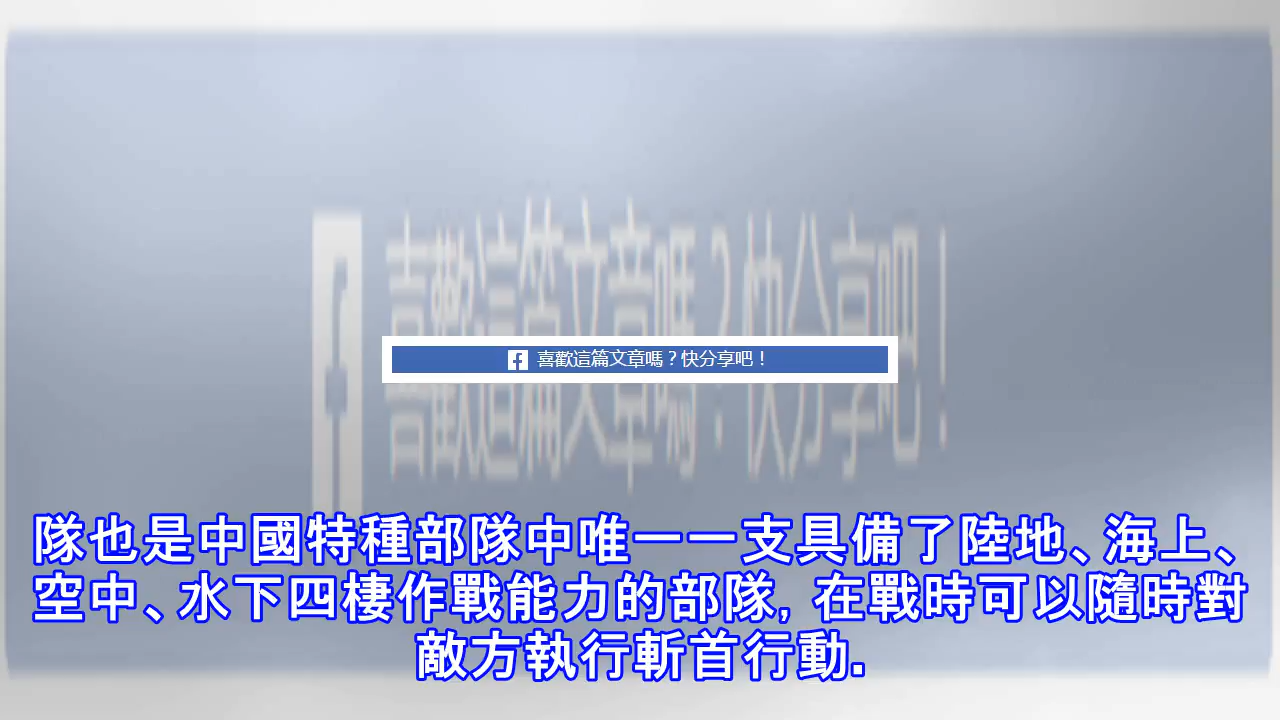 喜歡這篇文章嗎？快分享吧！
喜歡這篇文章嗎？快分享吧！
隊也是中國特種部隊中唯一一支具備了陸地、海上、
空中、水下四棲作戰能力的部隊, 在戰時可以隨時對
敵方執行斬首行動.